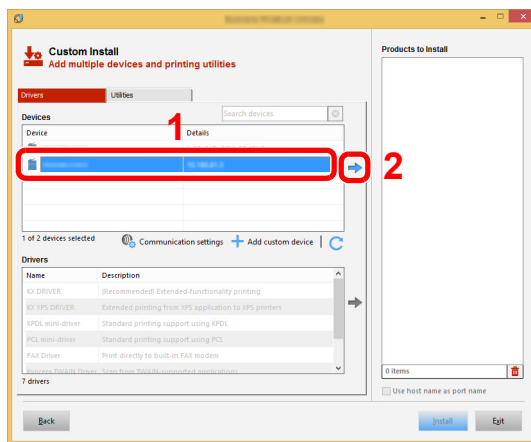 Custom Install
Add multiple devices and printing utilities
Products to Install
Drivers
Utilities
Devices
Search devices
Device
Details
1
2
1 of 2 devices selected
Communication settings
Add custom device
Drivers
Name
Description
KX DRIVER
(Recommended) Extended-functionality printing
KX XPS DRIVER
Extended printing from XPS application to XPS printers
KPDL mini-driver
Standard printing support using KPDL
PCL mini-driver
Standard printing support using PCL
FAX Driver
Print directly to built-in FAX modem
Kyocera TWAIN Driver
Scan from TWAIN-supported applications
7 drivers
0 items
Use host name as port name
Back
Install
Exit